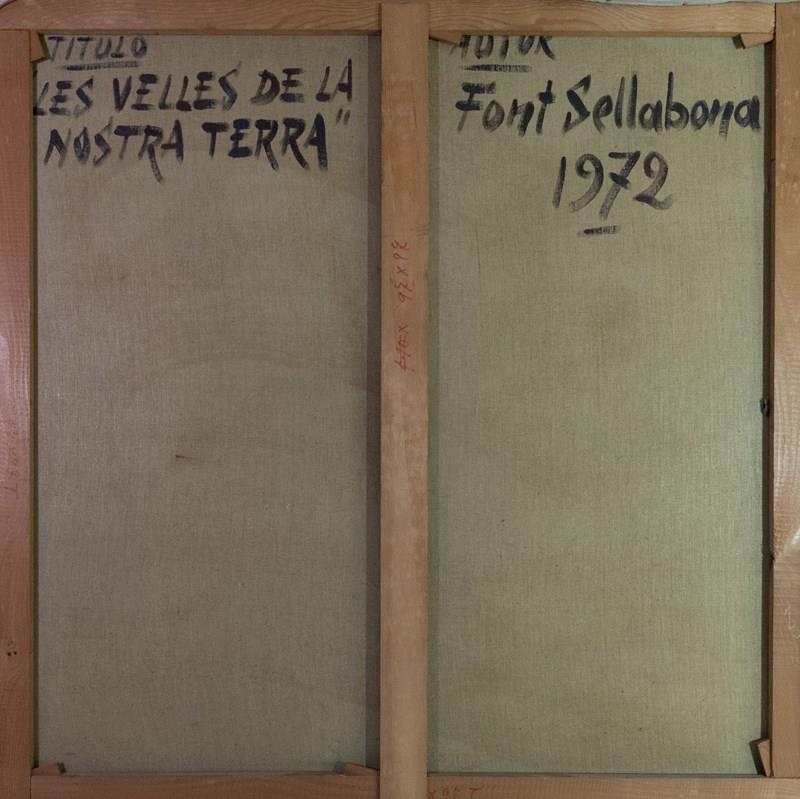 TITULO
LES VELLES DE LA
NOSTRA TERRA"
AUTOR
Font Sellabona
1972